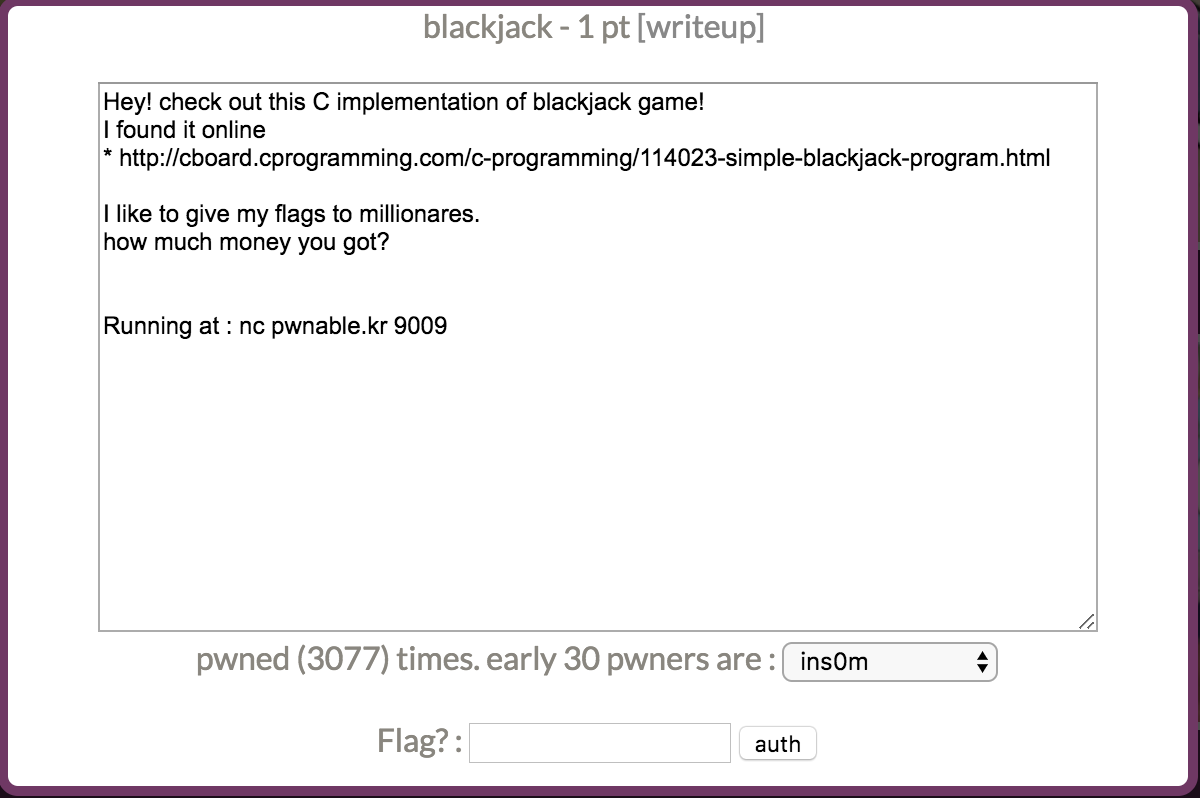 blackjack - 1 pt [writeup]
Hey! check out this C implementation of blackjack game!
I found it online
* http://cboard.cprogramming.com/c-programming/114023-simple-blackjack-program.html
I like to give my flags to millionares.
how much money you got?
Running at : nc pwnable.kr 9009
pwned (3077) times. early 30 pwners are : ins0m
Flag? : auth